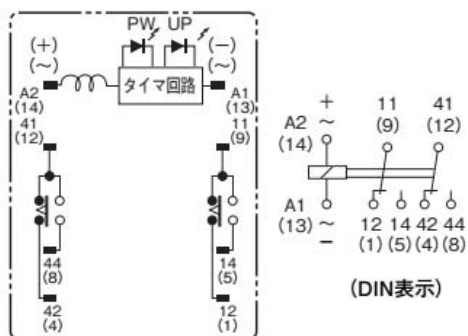 PW UP
(+) (−)
(~) (~)
タイマ回路
A2 A1
(14) (13)
41 11
(12) (9)
44 14
(8) (5)
42 12
(4) (1)
+ 11 41
~ (9) (12)
A2
(14)
A1
(13) ~ 12 14 42 44
− (1) (5) (4) (8)
(DIN表示)